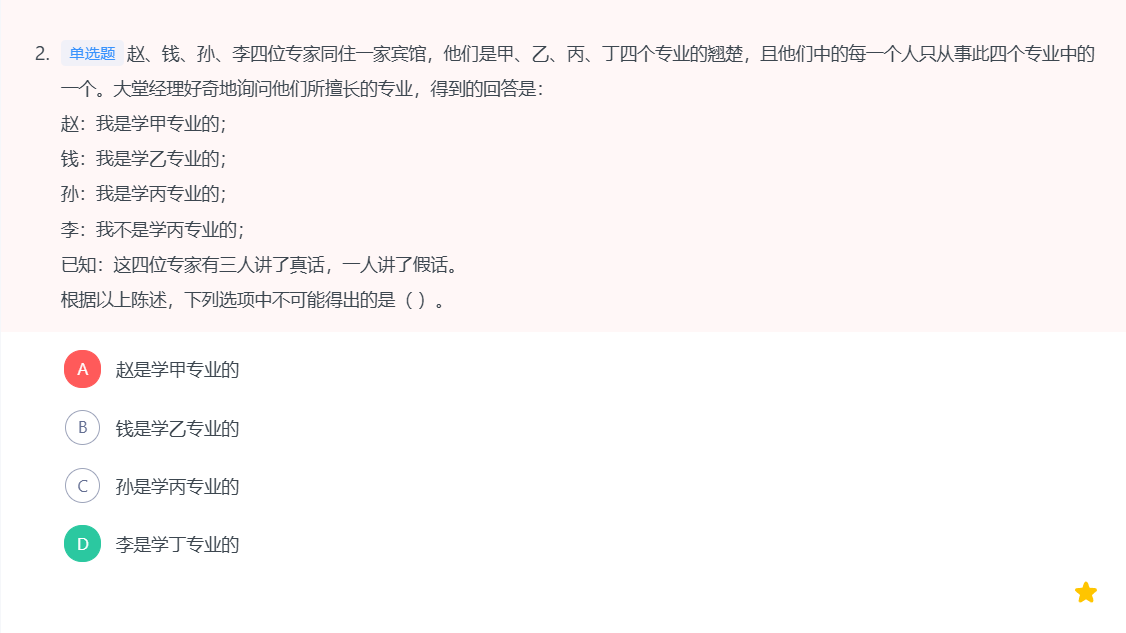 2. 单选题 赵、钱、孙、李四位专家同住一家宾馆，他们是甲、乙、丙、丁四个专业的翘楚，且他们中的每一个人只从事此四个专业中的
一个。大堂经理好奇地询问他们所擅长的专业，得到的回答是：
赵：我是学甲专业的；
钱：我是学乙专业的；
孙：我是学丙专业的；
李：我不是学丙专业的；
已知：这四位专家有三人讲了真话，一人讲了假话。
根据以上陈述，下列选项中不可能得出的是（ ）。
A 赵是学甲专业的
B 钱是学乙专业的
C 孙是学丙专业的
D 李是学丁专业的